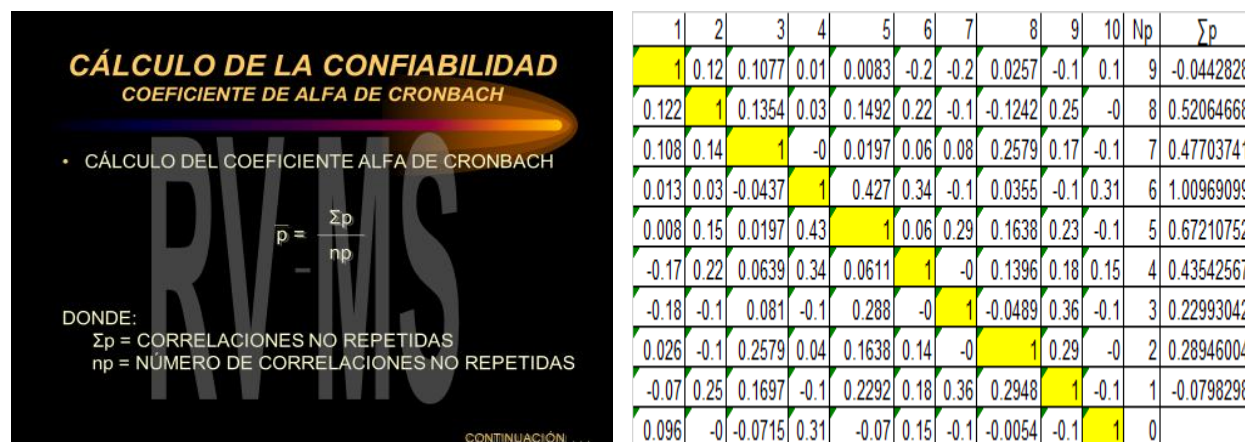 CÁLCULO DE LA CONFIABILIDAD
COEFICIENTE DE ALFA DE CRONBACH
• CÁLCULO DEL COEFICIENTE ALFA DE CRONBACH
p = Σp
np
RV-MS
DONDE:
Σp = CORRELACIONES NO REPETIDAS
np = NÚMERO DE CORRELACIONES NO REPETIDAS
CONTINUACIÓN. . .
1 2 3 4 5 6 7 8 9 10 Np ∑p
1 0.12 0.1077 0.01 0.0083 -0.2 -0.2 0.0257 -0.1 0.1 9 -0.0442828
0.122 1 0.1354 0.03 0.1492 0.22 -0.1 -0.1242 0.25 -0 8 0.52064668
0.108 0.14 1 -0 0.0197 0.06 0.08 0.2579 0.17 -0.1 7 0.47703741
0.013 0.03 -0.0437 1 0.427 0.34 -0.1 0.0355 -0.1 0.31 6 1.00969099
0.008 0.15 0.0197 0.43 1 0.06 0.29 0.1638 0.23 -0.1 5 0.67210752
-0.17 0.22 0.0639 0.34 0.0611 1 -0 0.1396 0.18 0.15 4 0.43542567
-0.18 -0.1 0.081 -0.1 0.288 -0 1 -0.0489 0.36 -0.1 3 0.22993042
0.026 -0.1 0.2579 0.04 0.1638 0.14 -0 1 0.29 -0 2 0.28946004
-0.07 0.25 0.1697 -0.1 0.2292 0.18 0.36 0.2948 1 -0.1 1 -0.0798298
0.096 -0 -0.0715 0.31 -0.07 0.15 -0.1 -0.0054 -0.1 1 0